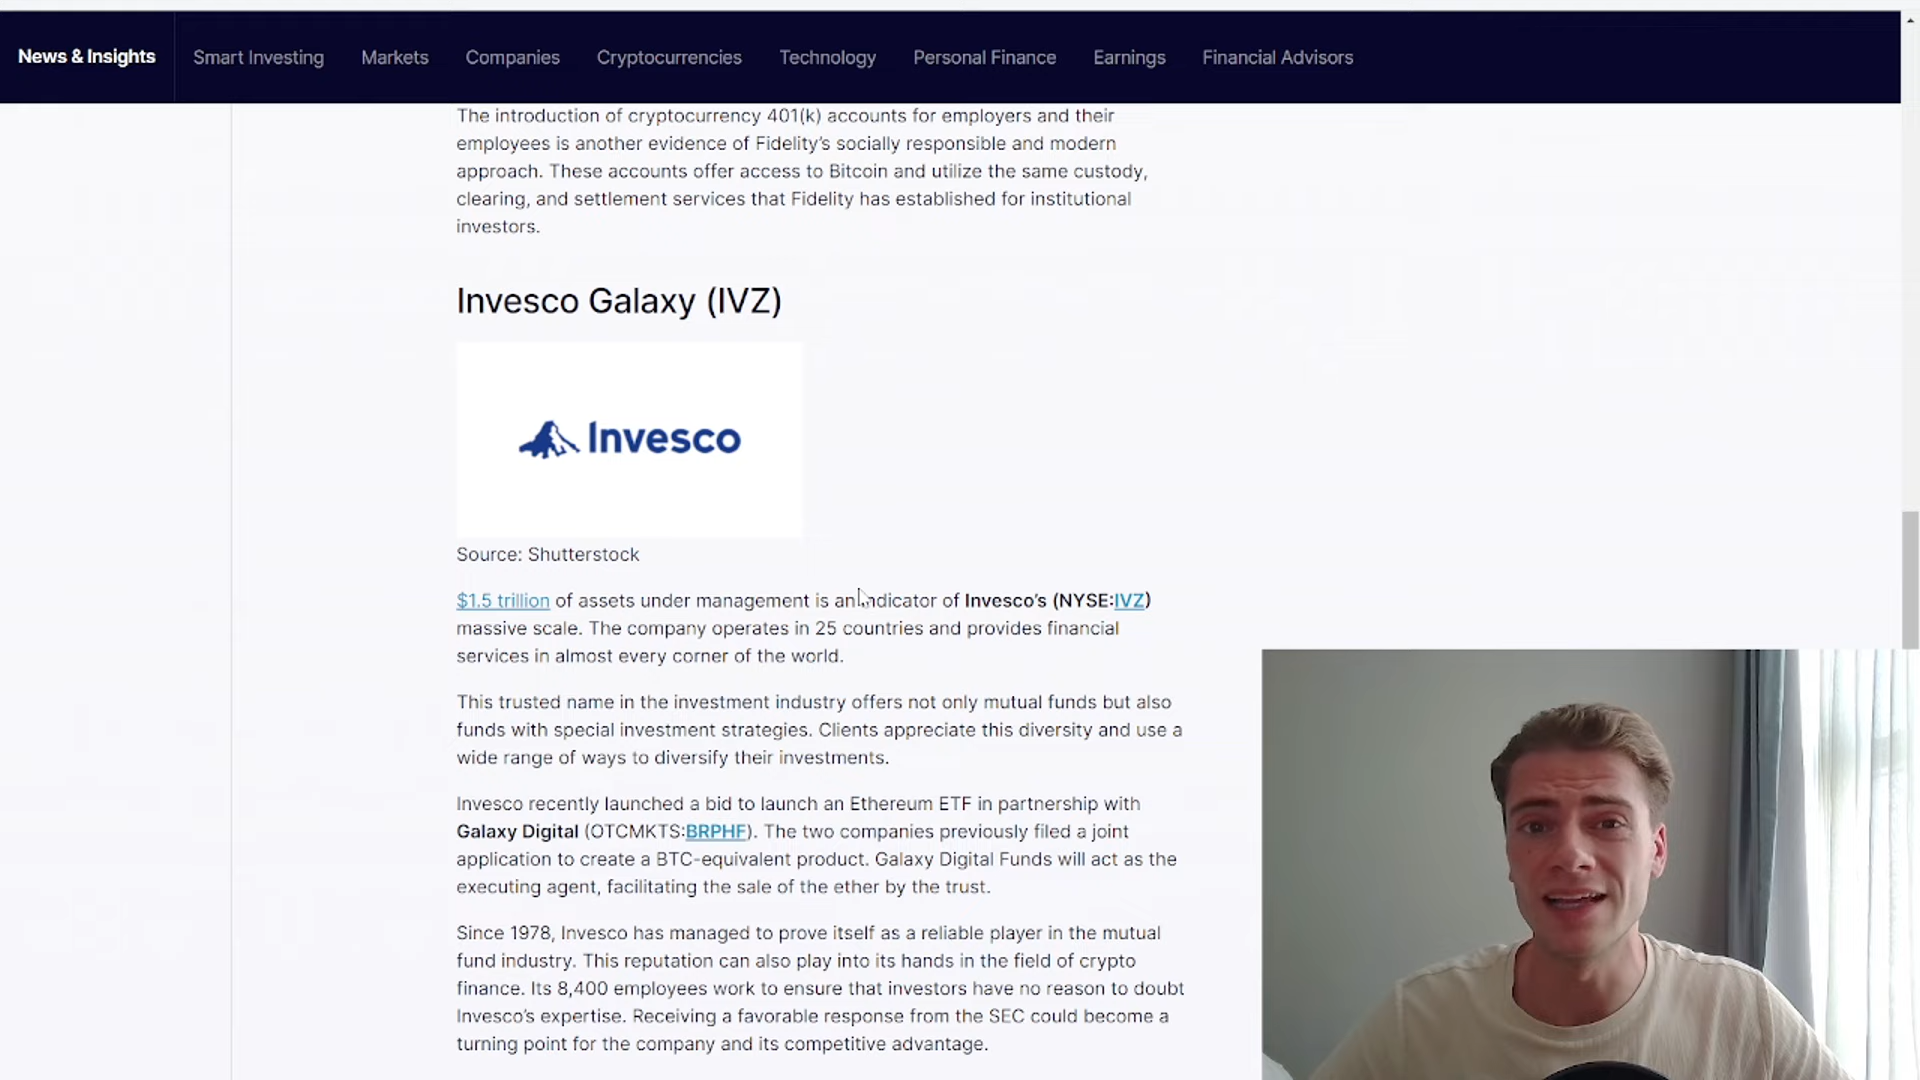 News & Insights
Smart Investing
Markets
Companies
Cryptocurrencies
Technology
Personal Finance
Earnings
Financial Advisors
The introduction of cryptocurrency 401(k) accounts for employers and their
employees is another evidence of Fidelity’s socially responsible and modern
approach. These accounts offer access to Bitcoin and utilize the same custody,
clearing, and settlement services that Fidelity has established for institutional
investors.
Invesco Galaxy (IVZ)
Invesco
Source: Shutterstock
$1.5 trillion of assets under management is an indicator of Invesco’s (NYSE:IVZ)
massive scale. The company operates in 25 countries and provides financial
services in almost every corner of the world.
This trusted name in the investment industry offers not only mutual funds but also
funds with special investment strategies. Clients appreciate this diversity and use a
wide range of ways to diversify their investments.
Invesco recently launched a bid to launch an Ethereum ETF in partnership with
Galaxy Digital (OTCMKTS:BRPHF). The two companies previously filed a joint
application to create a BTC-equivalent product. Galaxy Digital Funds will act as the
executing agent, facilitating the sale of the ether by the trust.
Since 1978, Invesco has managed to prove itself as a reliable player in the mutual
fund industry. This reputation can also play into its hands in the field of crypto
finance. Its 8,400 employees work to ensure that investors have no reason to doubt
Invesco’s expertise. Receiving a favorable response from the SEC could become a
turning point for the company and its competitive advantage.